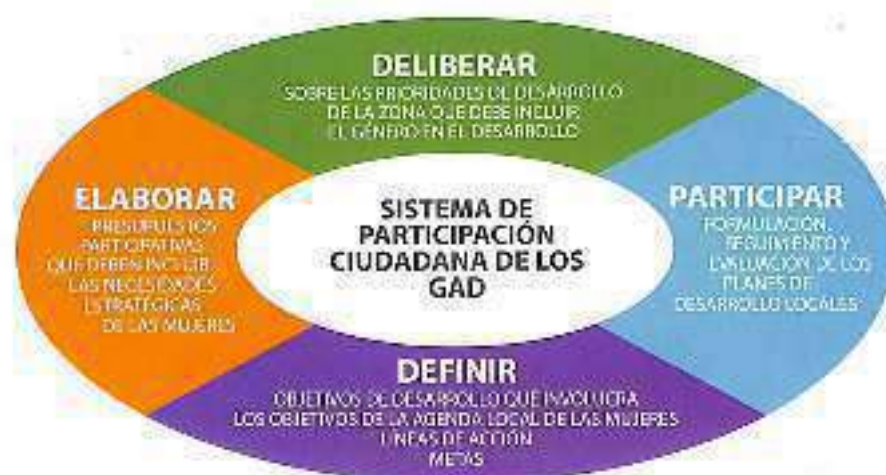 DELIBERAR
SOBRE LAS PRIORIDADES DE DESARROLLO
DE LA ZONA QUE DEBE INCLUIR
EL GÉNERO EN EL DESARROLLO
ELABORAR
PRESUPUESTOS
PARTICIPATIVAS
QUE DEBEN INCLUIR
LAS NECESIDADES
ESTRATÉGICAS
DE LAS MUJERES
SISTEMA DE
PARTICIPACIÓN
CIUDADANA DE LOS
GAD
PARTICIPAR
FORMULACIÓN,
SEGUIMIENTO Y
EVALUACIÓN DE LOS
PLANES DE
DESARROLLO LOCALES
DEFINIR
OBJETIVOS DE DESARROLLO QUE INVOLUCRA
LOS OBJETIVOS DE LA AGENDA LOCAL DE LAS MUJERES
LÍNEAS DE ACCIÓN
METAS